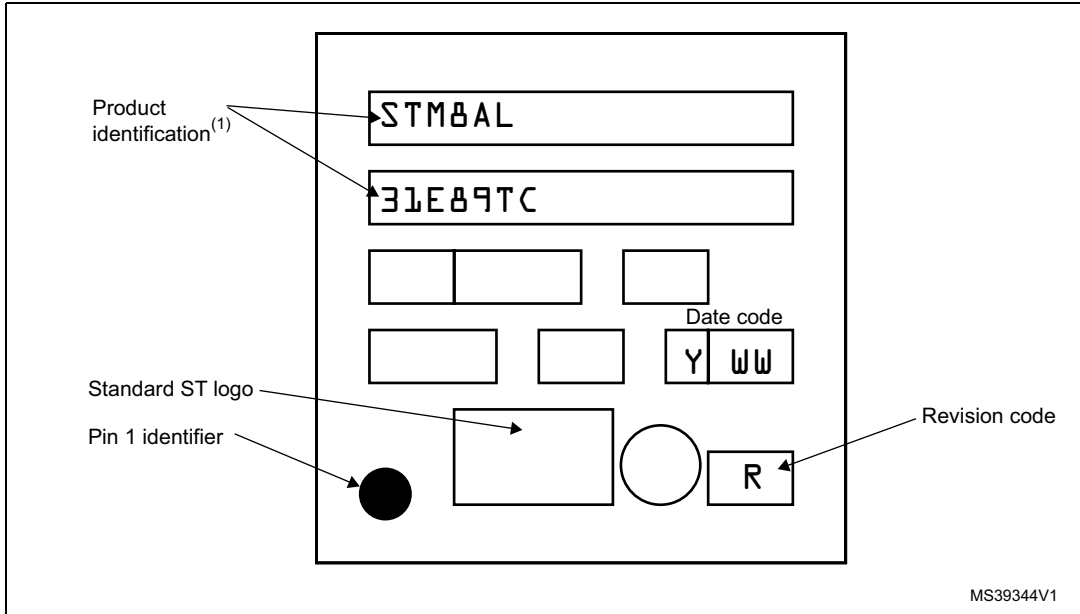 STM8AL
Product
identification(1)
31E89TC
Date code
Y WW
Standard ST logo
Revision code
Pin 1 identifier
R
MS39344V1